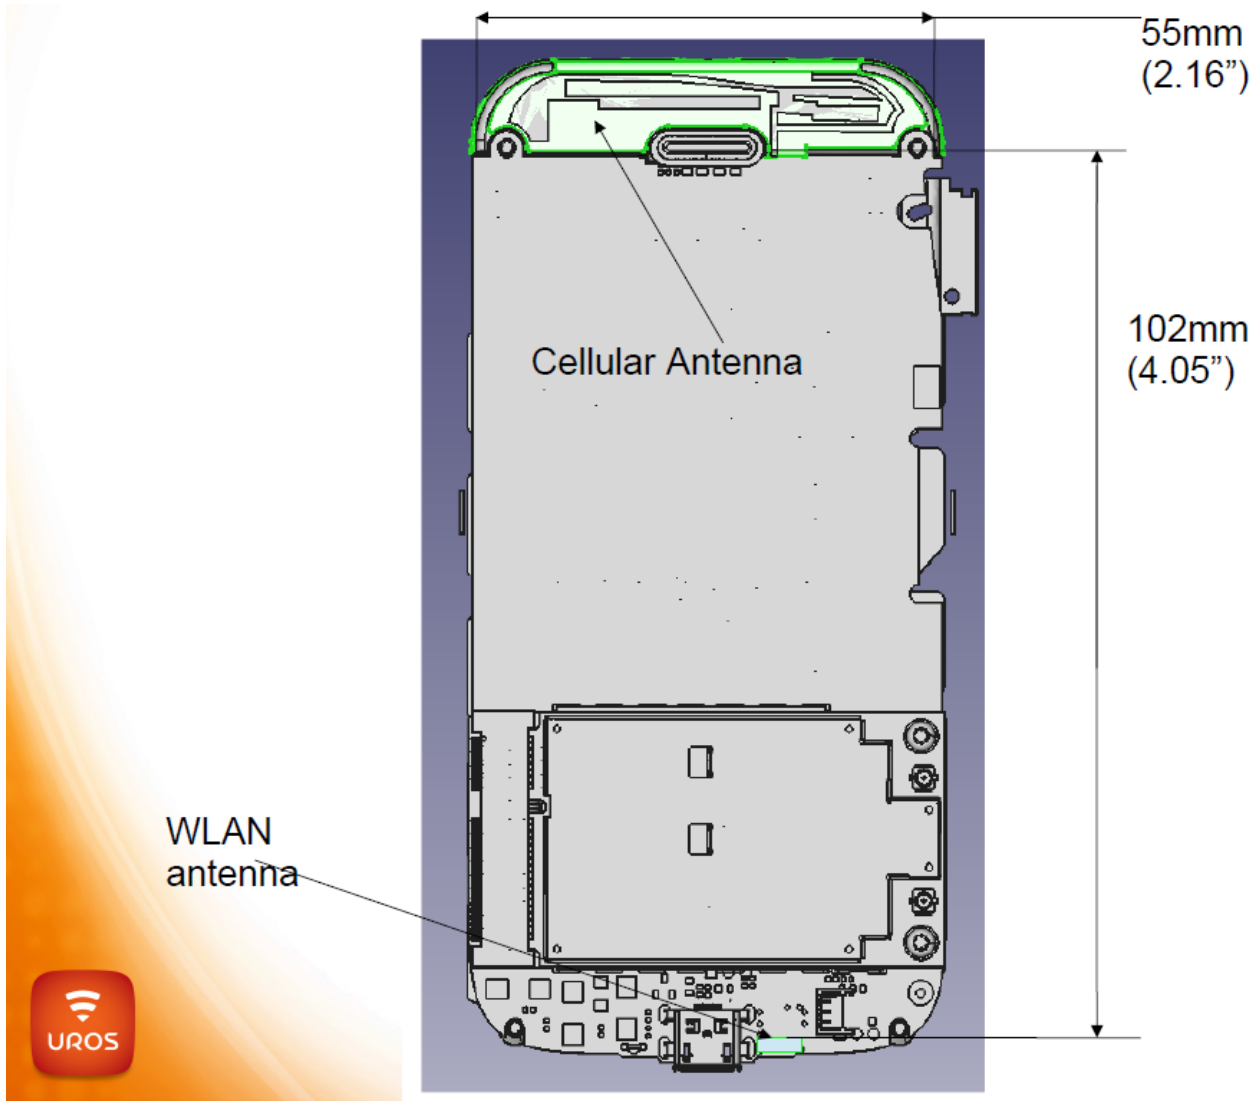 55mm
(2.16”)
Cellular Antenna
102mm
(4.05”)
WLAN
antenna
UROS